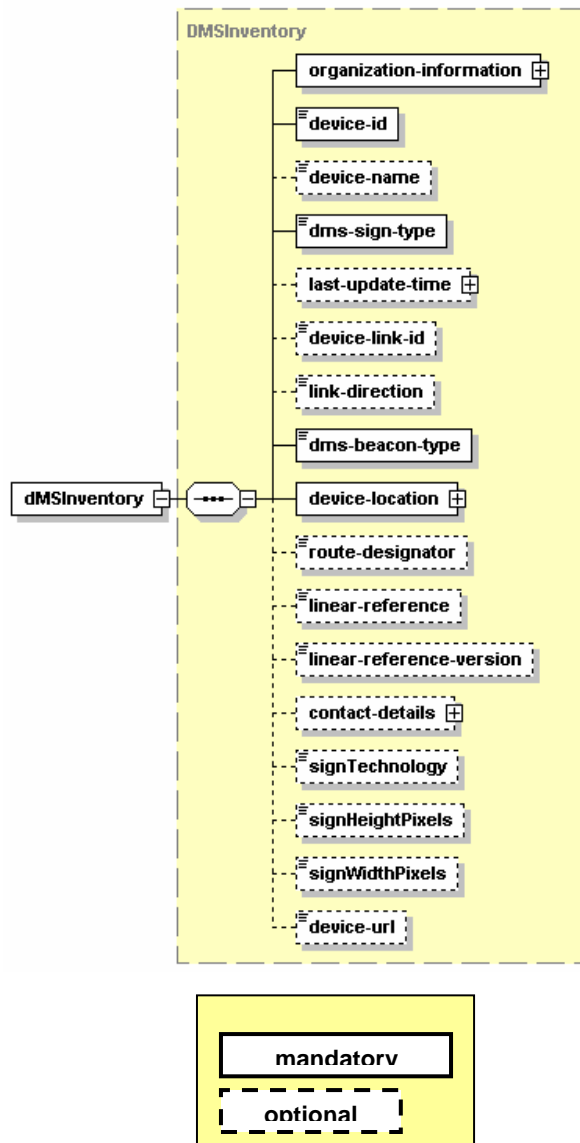 DMSInventory
organization-information
device-id
device-name
dms-sign-type
last-update-time
device-link-id
link-direction
dms-beacon-type
dMSInventory
device-location
route-designator
linear-reference
linear-reference-version
contact-details
signTechnology
signHeightPixels
signWidthPixels
device-url
mandatory
optional